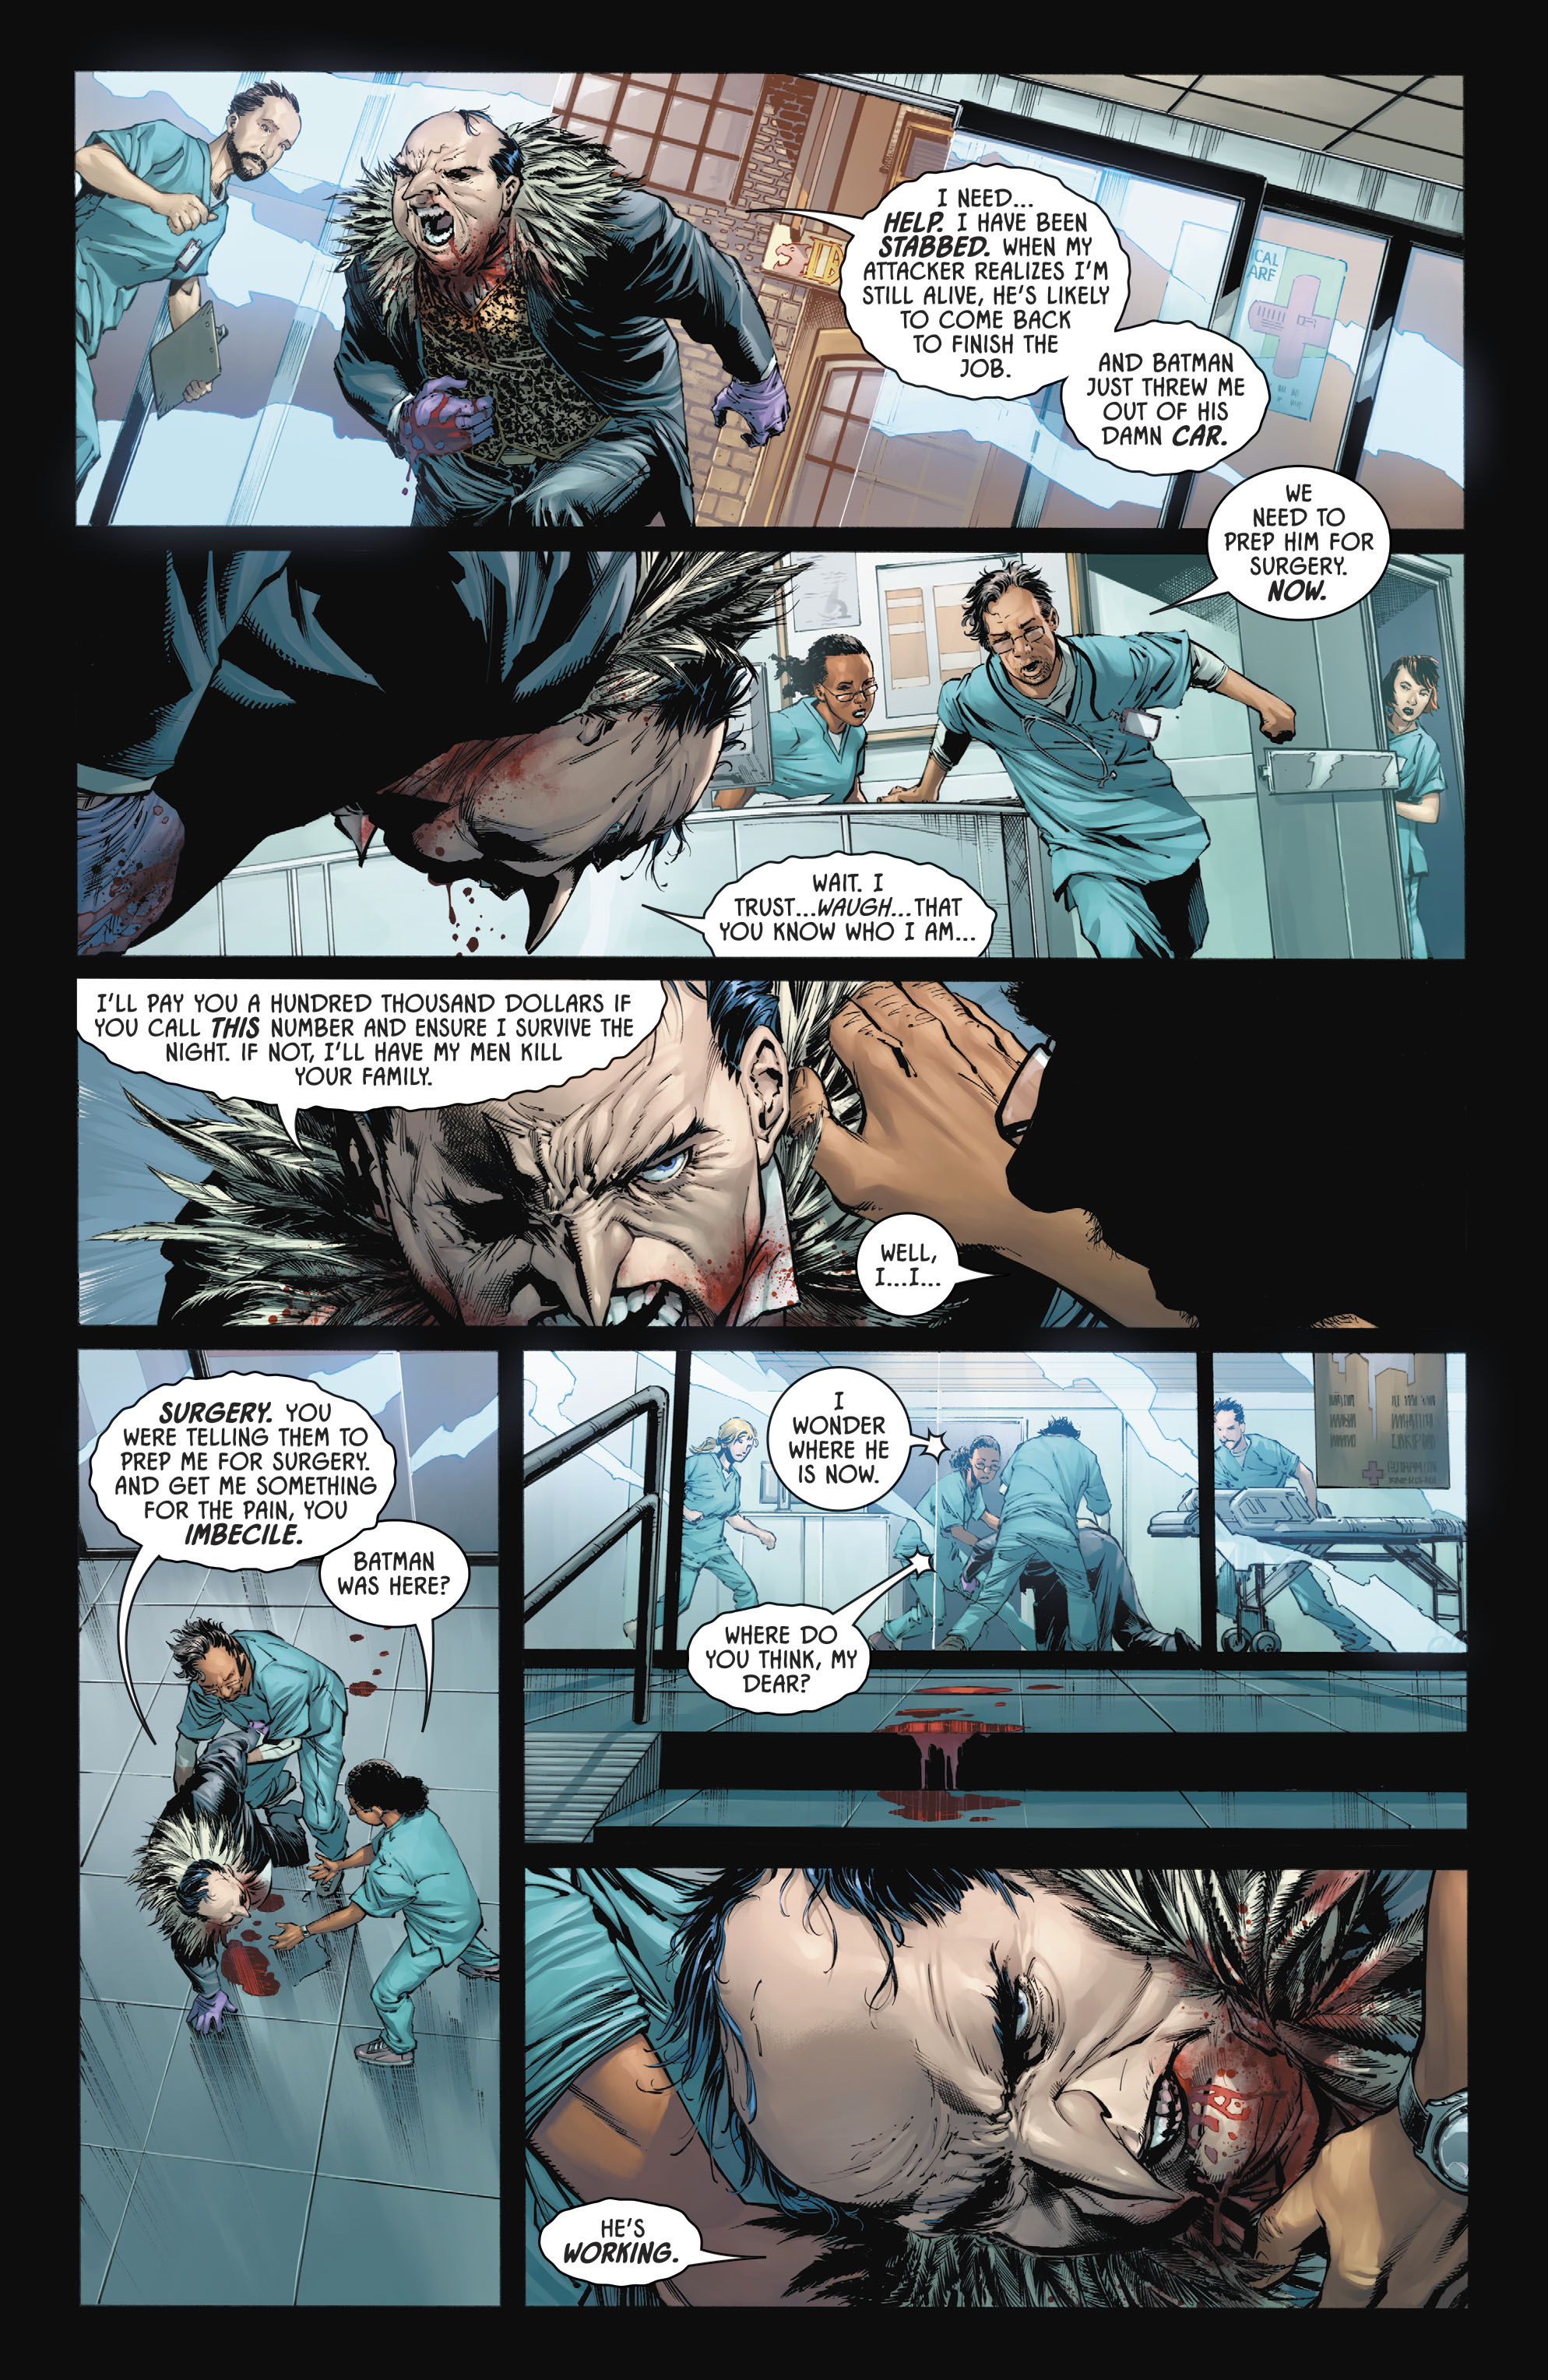 I NEED...
HELP. I HAVE BEEN
STABBED. WHEN MY
ATTACKER REALIZES I'M
STILL ALIVE, HE'S LIKELY
TO COME BACK
TO FINISH THE
JOB.
AND BATMAN
JUST THREW ME
OUT OF HIS
DAMN CAR.
CAL
ARE
WE
NEED TO
PREP HIM FOR
SURGERY.
NOW.
WAIT. I
TRUST...WAUGH...THAT
YOU KNOW WHO I AM...
I'LL PAY YOU A HUNDRED THOUSAND DOLLARS IF
YOU CALL THIS NUMBER AND ENSURE I SURVIVE THE
NIGHT. IF NOT, I'LL HAVE MY MEN KILL
YOUR FAMILY.
WELL,
I...I...
SURGERY. YOU
WERE TELLING THEM TO
PREP ME FOR SURGERY.
AND GET ME SOMETHING
FOR THE PAIN, YOU
IMBECILE.
BATMAN
WAS HERE?
I
WONDER
WHERE HE
IS NOW.
WHERE DO
YOU THINK, MY
DEAR?
HE'S
WORKING.